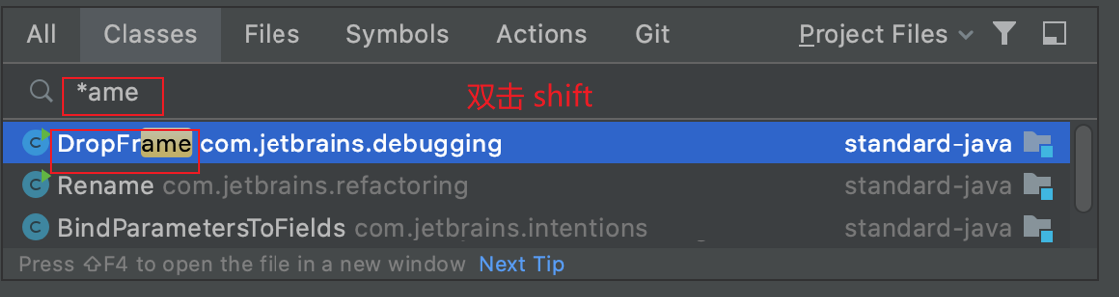 All Classes Files Symbols Actions Git Project Files
*ame
双击 shift
DropFrame com.jetbrains.debugging standard-java
Rename com.jetbrains.refactoring standard-java
BindParametersToFields com.jetbrains.intentions standard-java
Press ⇧F4 to open the file in a new window Next Tip